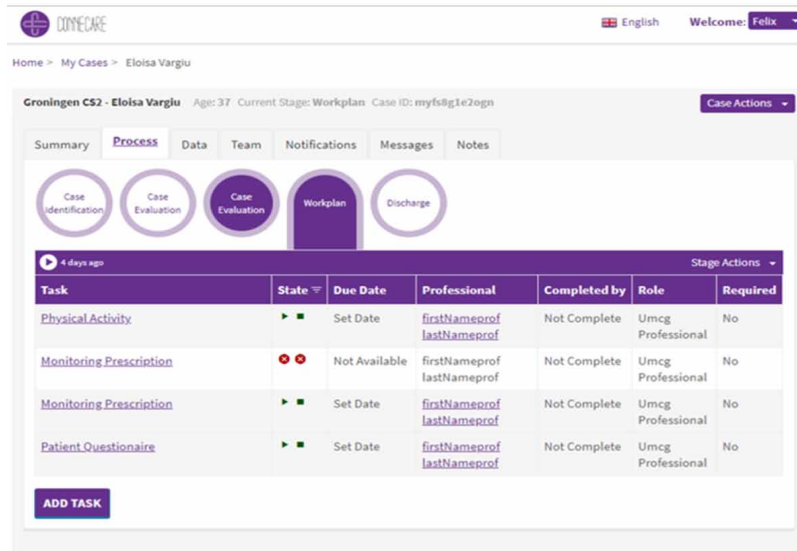 CONNECARE
English
Welcome: Felix
Home > My Cases > Eloisa Vargiu
Groningen CS2 - Eloisa Vargiu Age: 37 Current Stage: Workplan Case ID: myfs8g1e2ogn
Case Actions
Summary Process Data Team Notifications Messages Notes
Case
Identification
Case
Evaluation
Case
Evaluation
Workplan
Discharge
4 days ago
Stage Actions
Task State Due Date Professional Completed by Role Required
Physical Activity Set Date firstNameprof Not Complete Umcg No
lastNameprof Professional
Monitoring Prescription Not Available firstNameprof Not Complete Umcg No
lastNameprof Professional
Monitoring Prescription Set Date firstNameprof Not Complete Umcg No
lastNameprof Professional
Patient Questionaire Set Date firstNameprof Not Complete Umcg No
lastNameprof Professional
ADD TASK